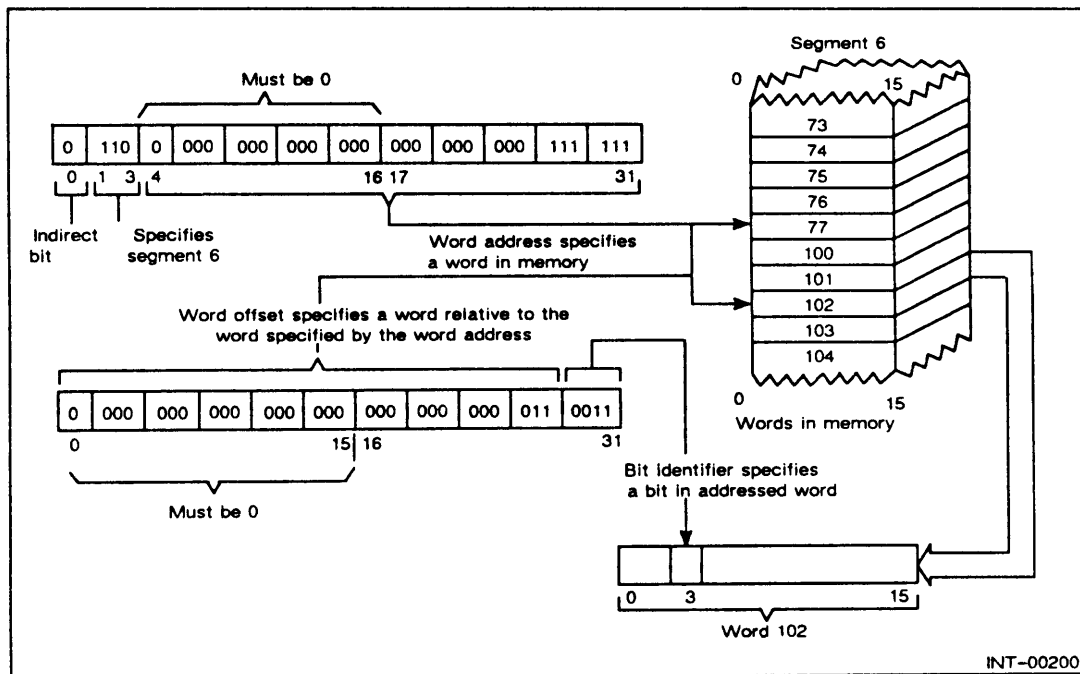 Segment 6
0
15
Must be 0
0 110 0 000 000 000 000 000 000 000 111 111
0 1 3 4 16 17 31
Indirect
bit
Specifies
segment 6
Word address specifies
a word in memory
73
74
75
76
77
100
101
102
103
104
0
15
Words in memory
Word offset specifies a word relative to the
word specified by the word address
0 000 000 000 000 000 000 000 000 011 0011
0 15 16 31
Must be 0
Bit identifier specifies
a bit in addressed word
0 3 15
Word 102
INT-00200